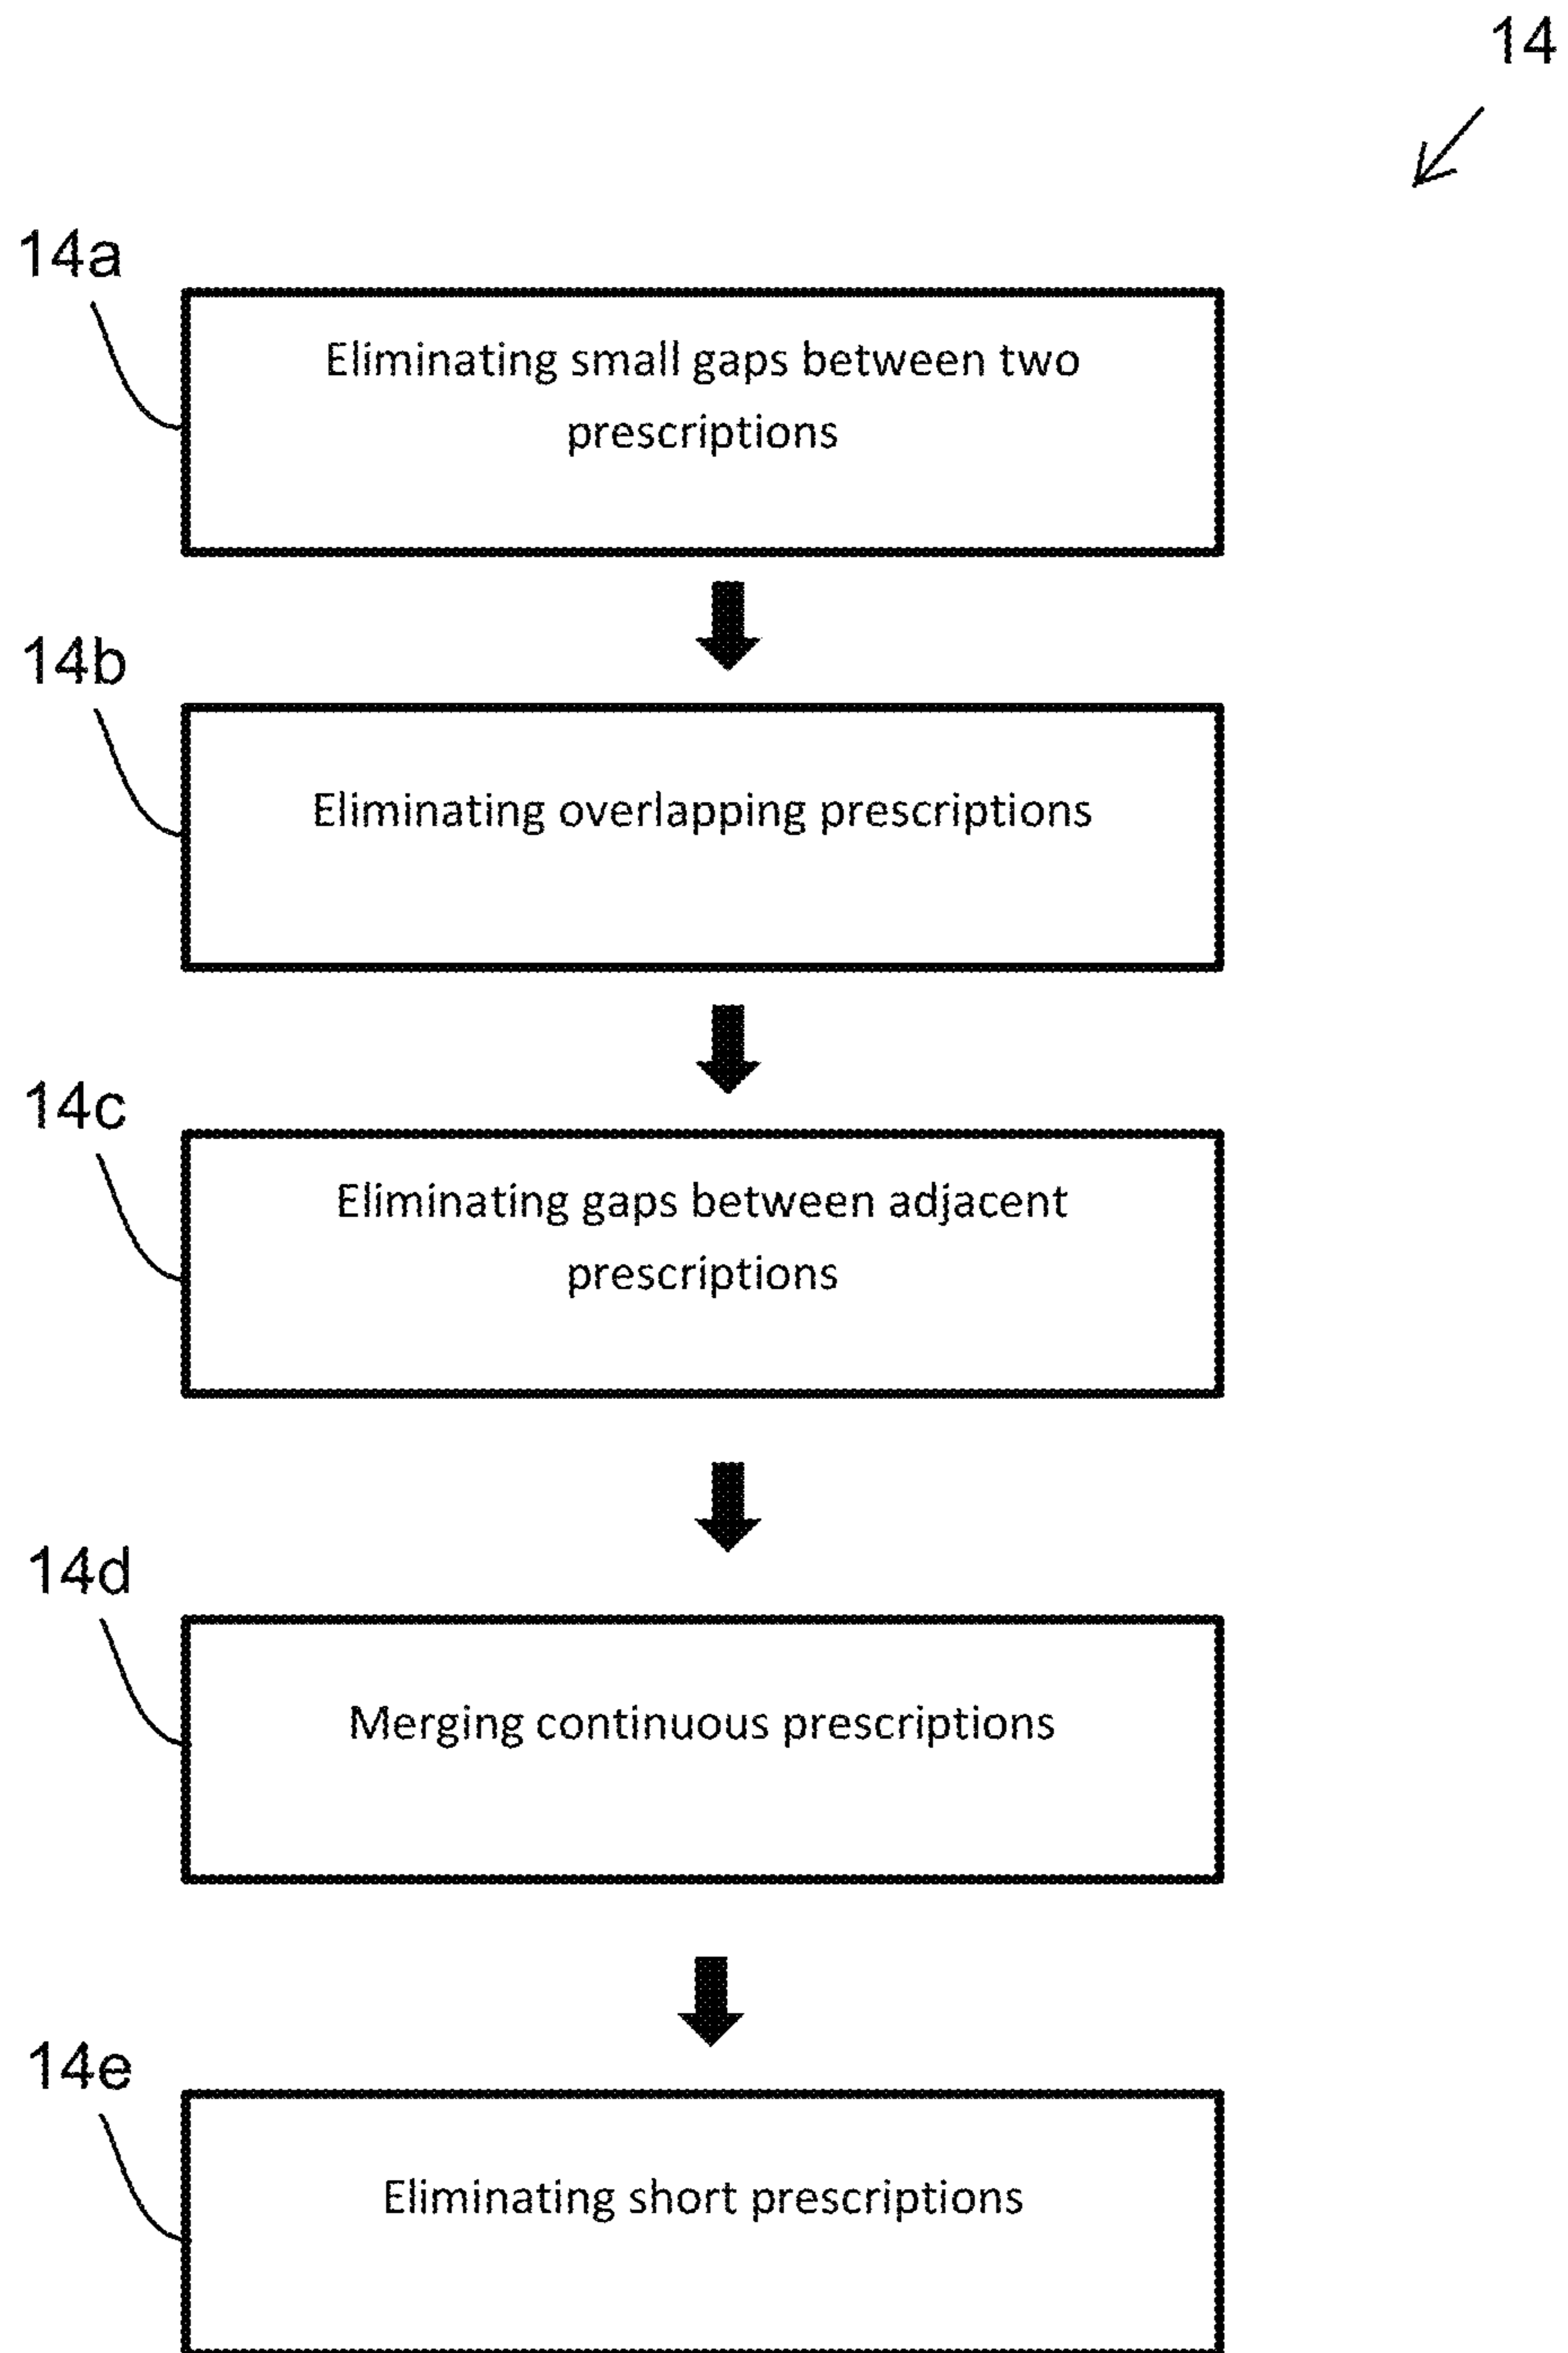 14
14a
Eliminating small gaps between two
prescriptions
14b
Eliminating overlapping prescriptions
14c
Eliminating gaps between adjacent
prescriptions
14d
Merging continuous prescriptions
14e
Eliminating short prescriptions